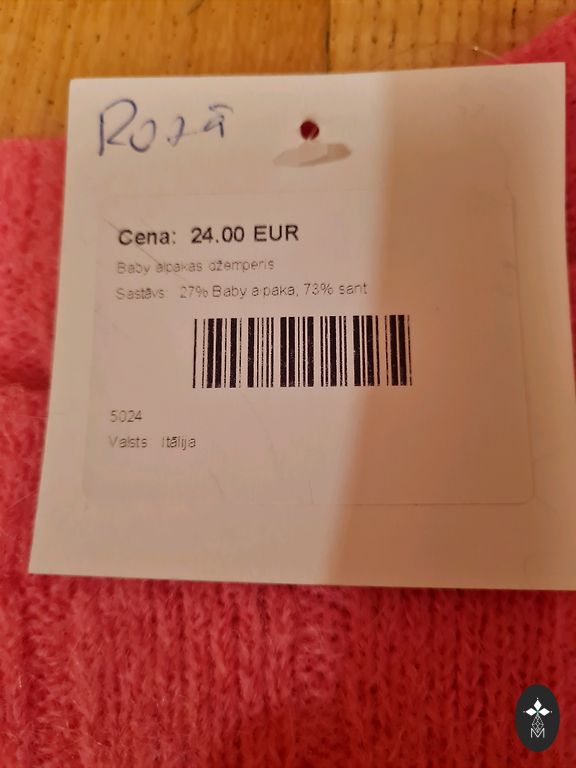 Rozā
Cena: 24.00 EUR
Baby alpakas džemperis
Sastāvs 27% Baby alpaka, 73% sant
5024
Valsts Itālija
M